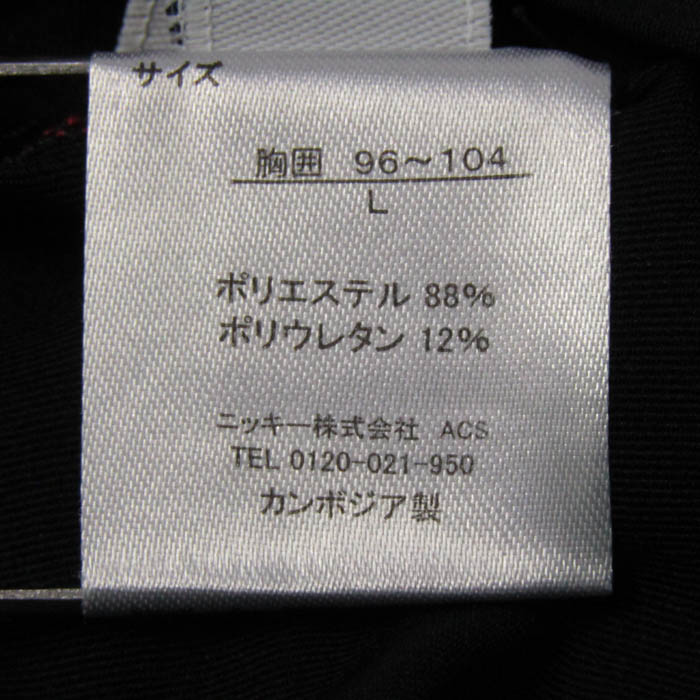 サイズ
胸囲 96～104
L
ポリエステル 88%
ポリウレタン 12%
ニッキー株式会社 ACS
TEL 0120-021-950
カンボジア製